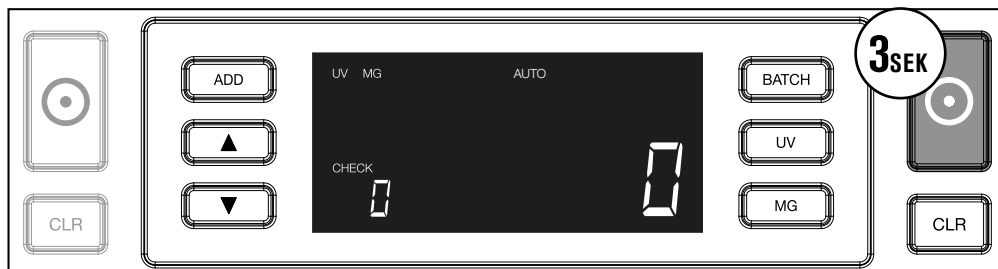 3SEK
ADD
UV MG AUTO
BATCH
UV
CHECK
0 0
MG
CLR
CLR